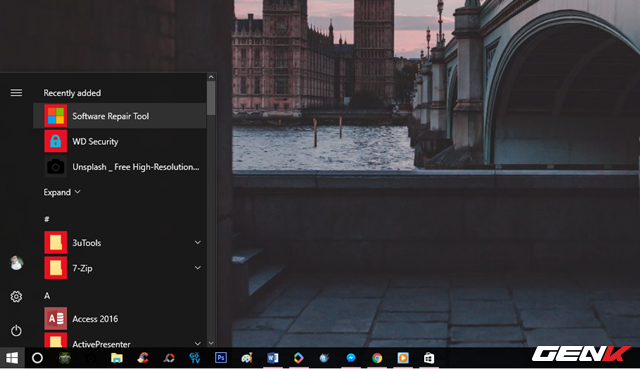 Recently added
Software Repair Tool
WD Security
Unsplash _ Free High-Resolution...
Expand
#
3uTools
7-Zip
A
Access 2016
ActivePresenter
GENK